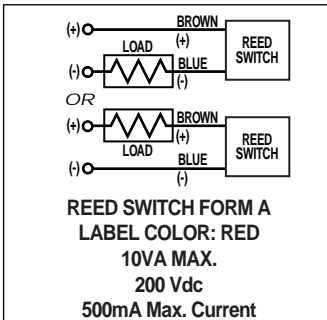 (+) BROWN
(+)
LOAD
REED
SWITCH
(-) BLUE
(-)
OR
(+) BROWN
(+)
LOAD
REED
SWITCH
BLUE
(-)
(-)
REED SWITCH FORM A
LABEL COLOR: RED
10VA MAX.
200 Vdc
500mA Max. Current